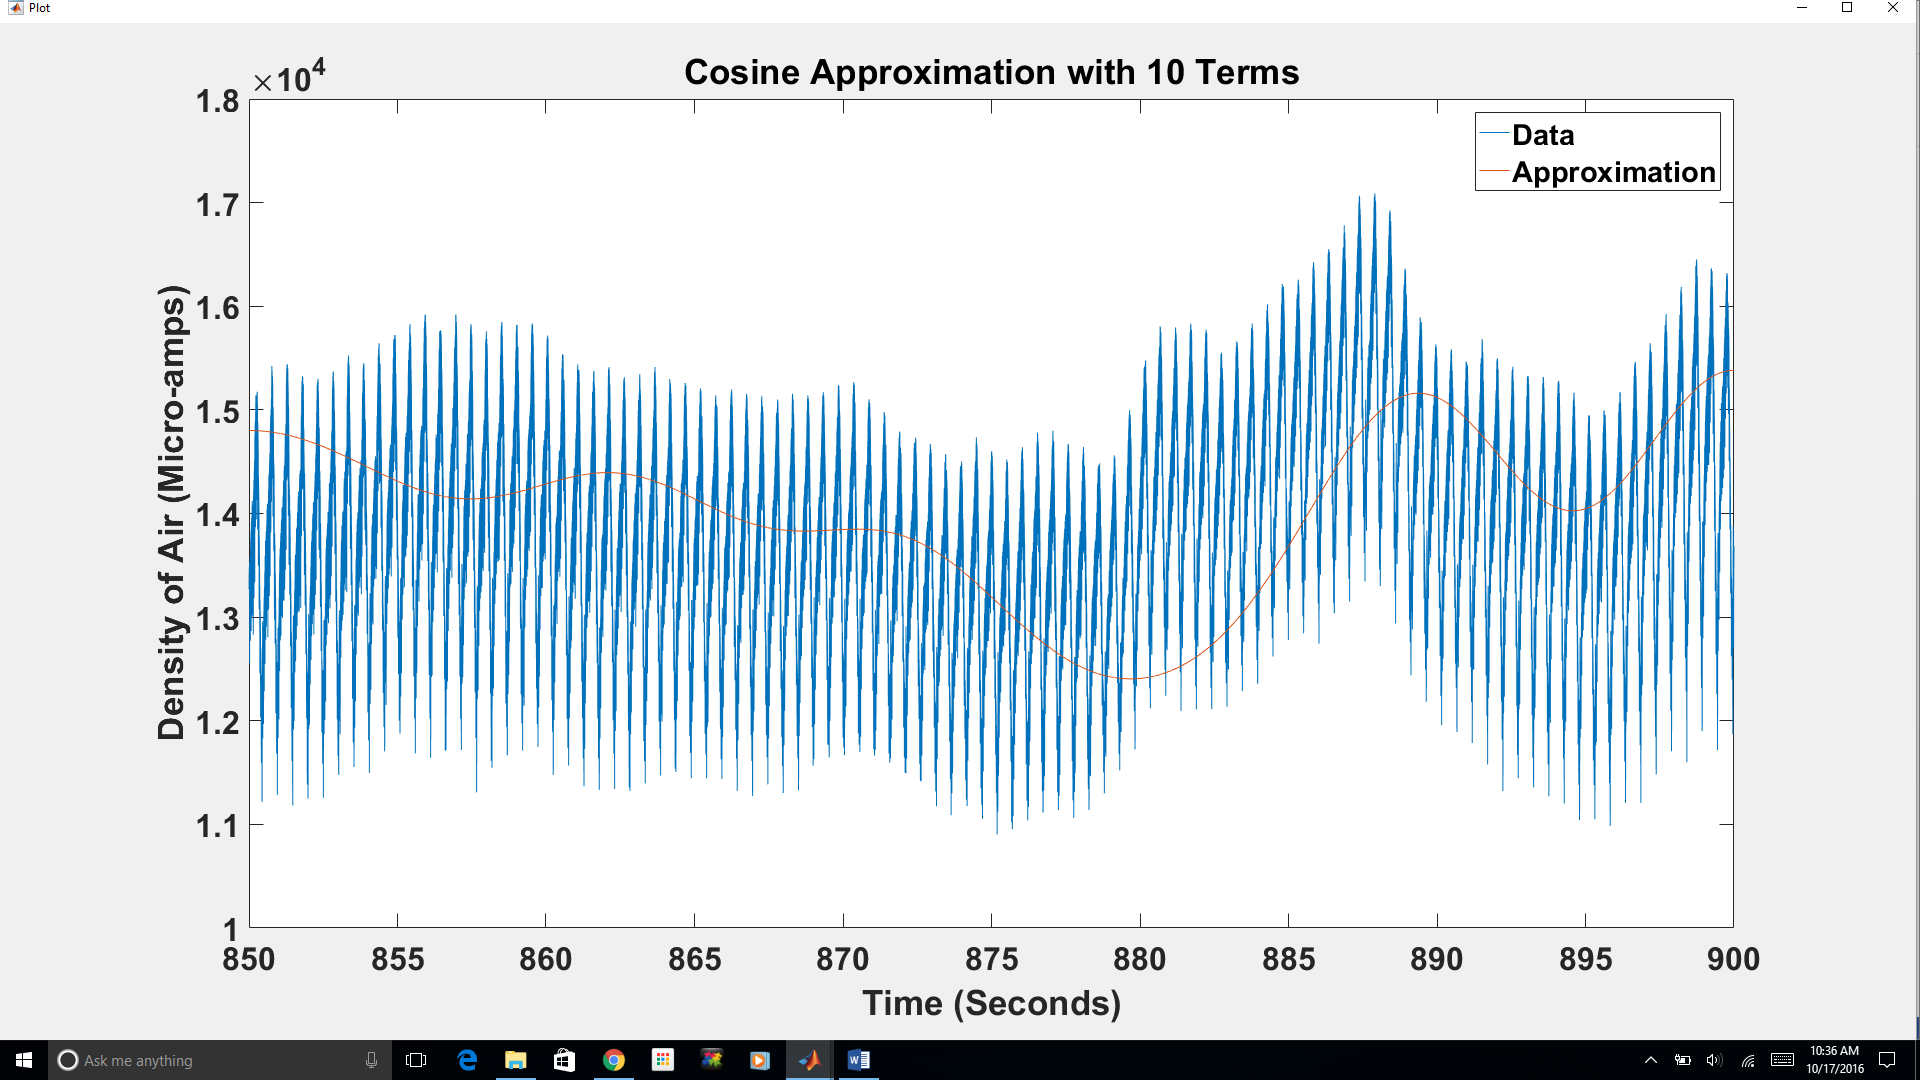 Plot
Cosine Approximation with 10 Terms
×10⁴
1.8
1.7
1.6
1.5
1.4
1.3
1.2
1.1
1
Density of Air (Micro-amps)
Data
Approximation
850 855 860 865 870 875 880 885 890 895 900
Time (Seconds)
Ask me anything
10:36 AM
10/17/2016